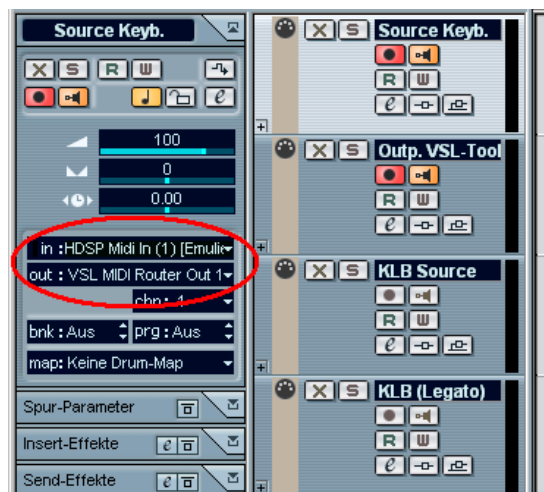 Source Keyb.
X S R W
e
100
0
0.00
in :HDSP Midi In (1) [Emulie
out : VSL MIDI Router Out 1
chn: 1
bnk : Aus prg : Aus
map: Keine Drum-Map
Spur-Parameter
Insert-Effekte e
Send-Effekte e
X S Source Keyb.
R W
e
X S Outp. VSL-Tool
R W
e
X S KLB Source
R W
e
X S KLB (Legato)
R W
e